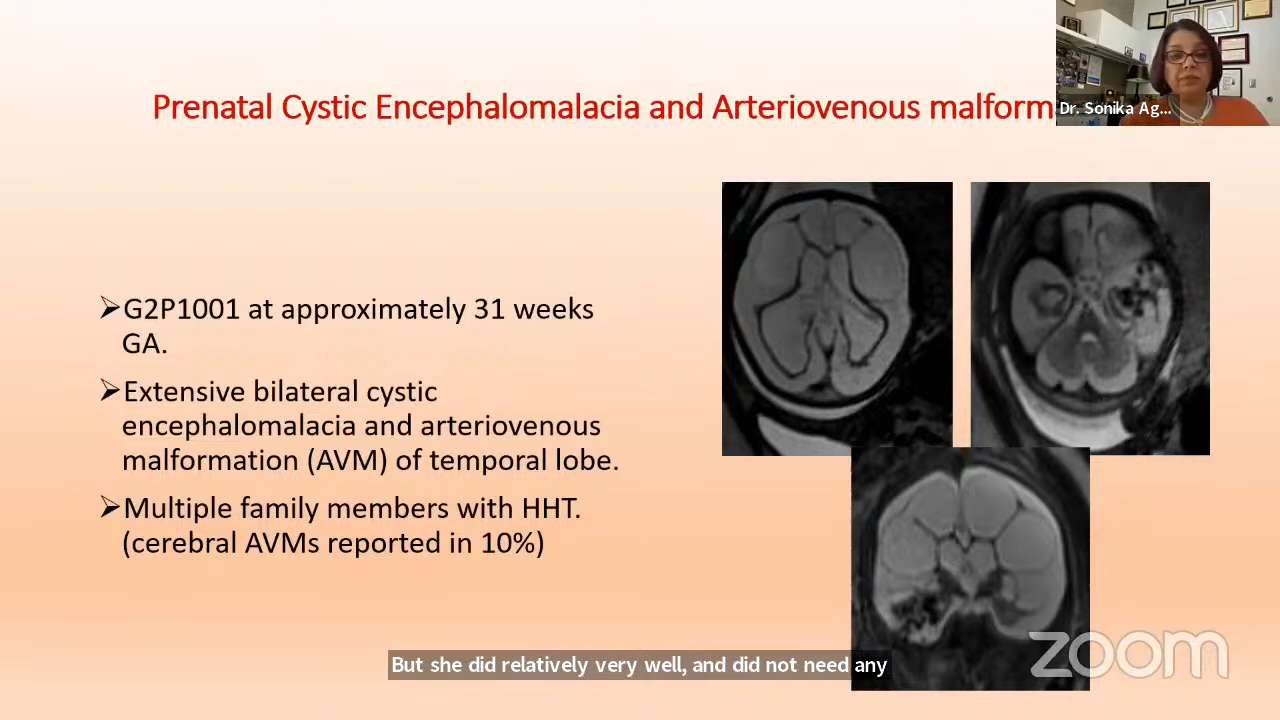 Prenatal Cystic Encephalomalacia and Arteriovenous malform
Dr. Sonika Ag...
➢G2P1001 at approximately 31 weeks
GA.
➢Extensive bilateral cystic
encephalomalacia and arteriovenous
malformation (AVM) of temporal lobe.
➢Multiple family members with HHT.
(cerebral AVMs reported in 10%)
But she did relatively very well, and did not need any
zoom